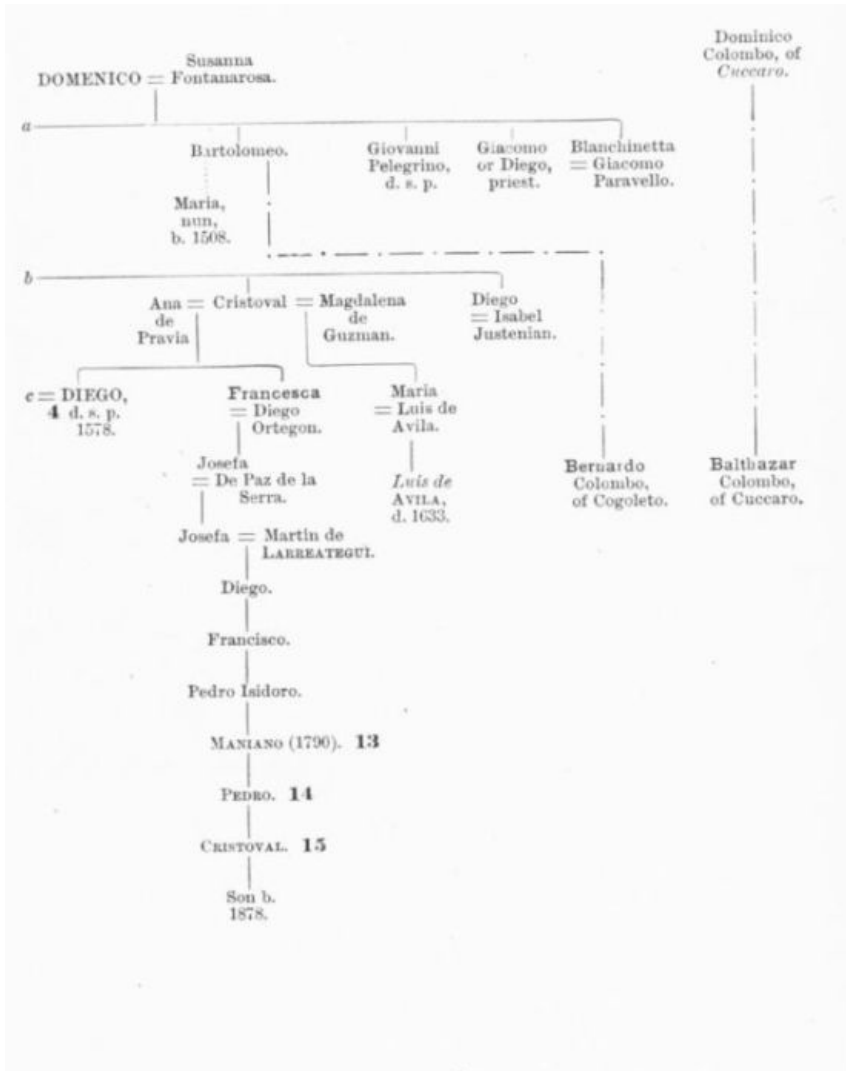 Dominico
Colombo, of
Cuccaro.
Susanna
DOMENICO = Fontanarosa.
a
Bartolomeo.
Giovanni
Pelegrino,
d. s. p.
Giacomo
or Diego,
priest.
Blanchinetta
= Giacomo
Paravello.
Maria,
nun,
b. 1508.
b
Ana = Cristoval = Magdalena
de
Pravia
de
Guzman.
Diego
= Isabel
Justenian.
c = DIEGO,
4 d. s. p.
1578.
Francesca
= Diego
Ortegon.
Maria
= Luis de
Avila.
Josefa
= De Paz de la
Serra.
Luis de
AVILA,
d. 1633.
Bernardo
Colombo,
of Cogoleto.
Balthazar
Colombo,
of Cuccaro.
Josefa = Martin de
LARREATEGUI.
Diego.
Francisco.
Pedro Isidoro.
MANIANO (1790). 13
PEDRO. 14
CRISTOVAL. 15
Son b.
1878.